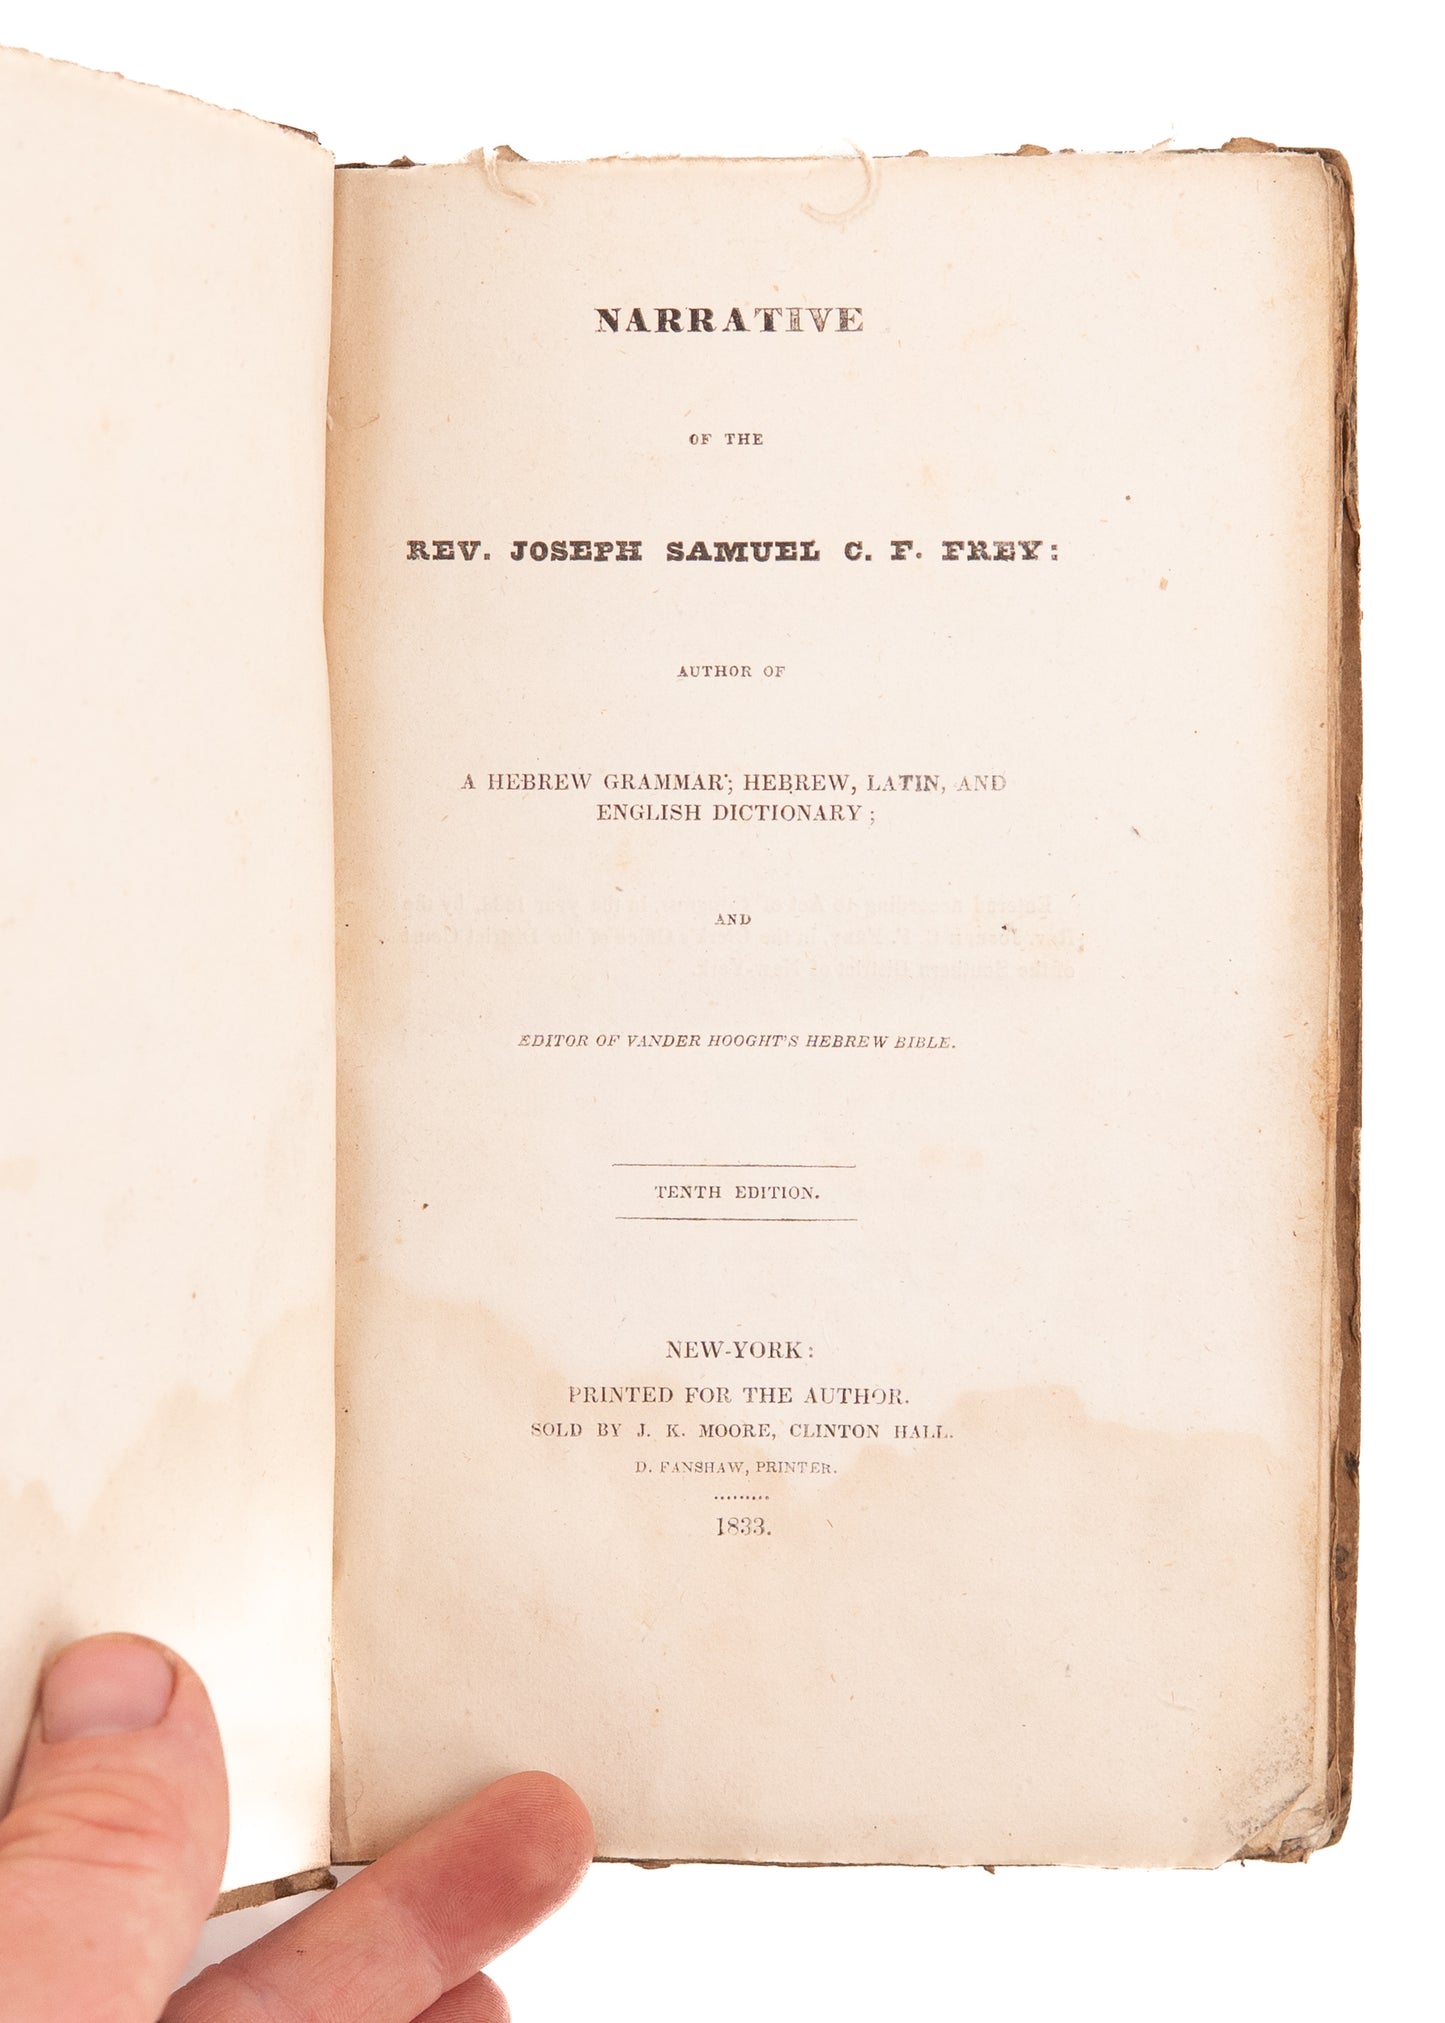 NARRATIVE
OF THE
REV. JOSEPH SAMUEL C. F. FREY:
AUTHOR OF
A HEBREW GRAMMAR; HEBREW, LATIN, AND
ENGLISH DICTIONARY;
AND
EDITOR OF VANDER HOOGHT'S HEBREW BIBLE.
TENTH EDITION.
NEW-YORK:
PRINTED FOR THE AUTHOR.
SOLD BY J. K. MOORE, CLINTON HALL.
D. FANSHAW, PRINTER.
1833.